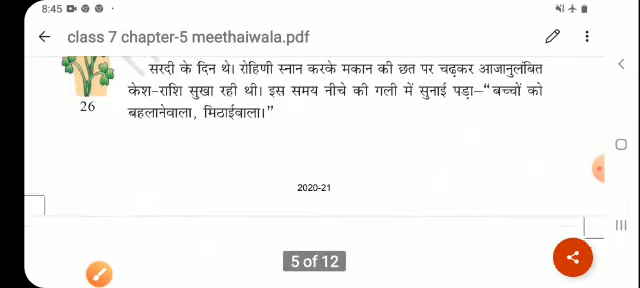 8:45
class 7 chapter-5 meethaiwala.pdf
सरदी के दिन थे। रोहिणी स्नान करके मकान की छत पर चढ़कर आजानुलंबित
केश-राशि सुखा रही थी। इस समय नीचे की गली में सुनाई पड़ा–“बच्चों को
बहलानेवाला, मिठाईवाला।”
26
2020-21
5 of 12